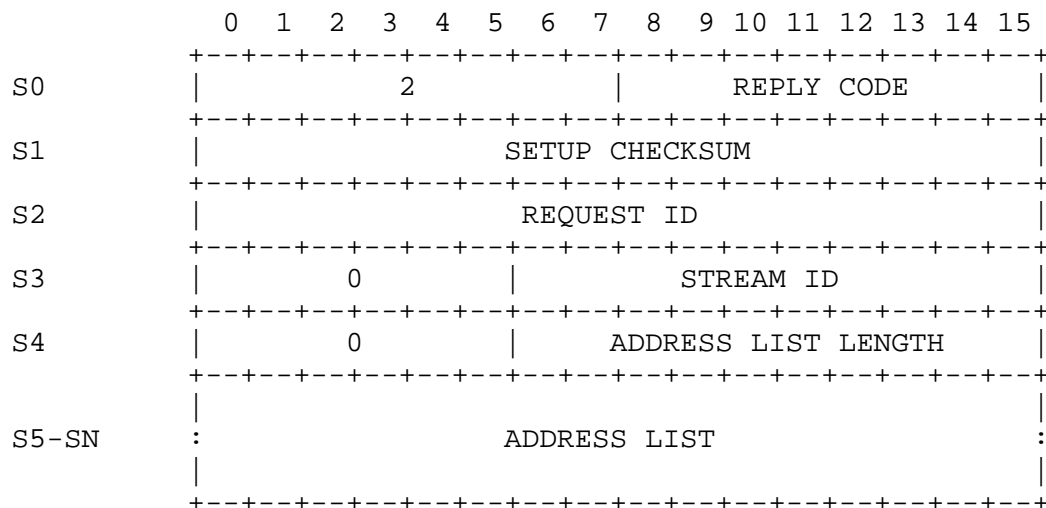 0 1 2 3 4 5 6 7 8 9 10 11 12 13 14 15
+--+--+--+--+--+--+--+--+--+--+--+--+--+--+--+--+
S0 | 2 | REPLY CODE |
+--+--+--+--+--+--+--+--+--+--+--+--+--+--+--+--+
S1 | SETUP CHECKSUM |
+--+--+--+--+--+--+--+--+--+--+--+--+--+--+--+--+
S2 | REQUEST ID |
+--+--+--+--+--+--+--+--+--+--+--+--+--+--+--+--+
S3 | 0 | STREAM ID |
+--+--+--+--+--+--+--+--+--+--+--+--+--+--+--+--+
S4 | 0 | ADDRESS LIST LENGTH |
+--+--+--+--+--+--+--+--+--+--+--+--+--+--+--+--+
| |
S5-SN : ADDRESS LIST :
| |
+--+--+--+--+--+--+--+--+--+--+--+--+--+--+--+--+